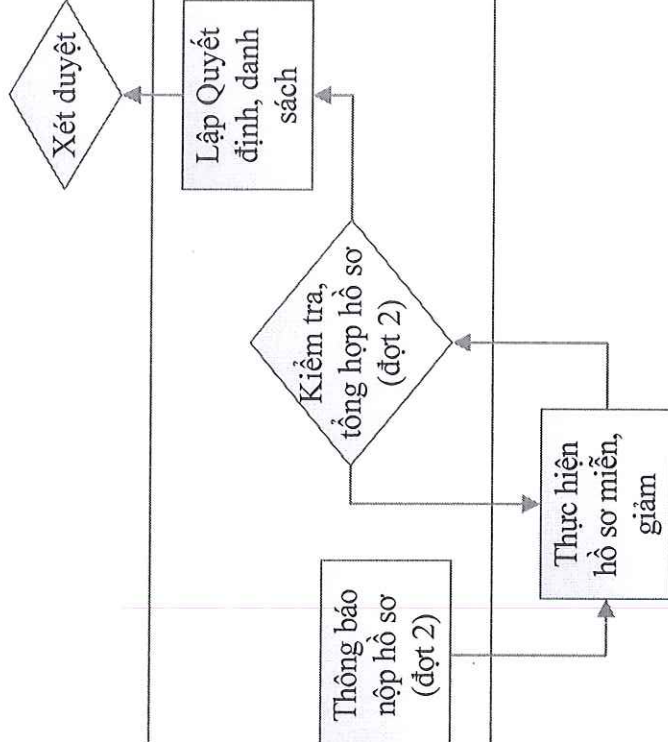 Xét duyệt
Lập Quyết
định, danh
sách
Kiểm tra,
tổng hợp hồ sơ
(đợt 2)
Thông báo
nộp hồ sơ
(đợt 2)
Thực hiện
hồ sơ miễn,
giảm